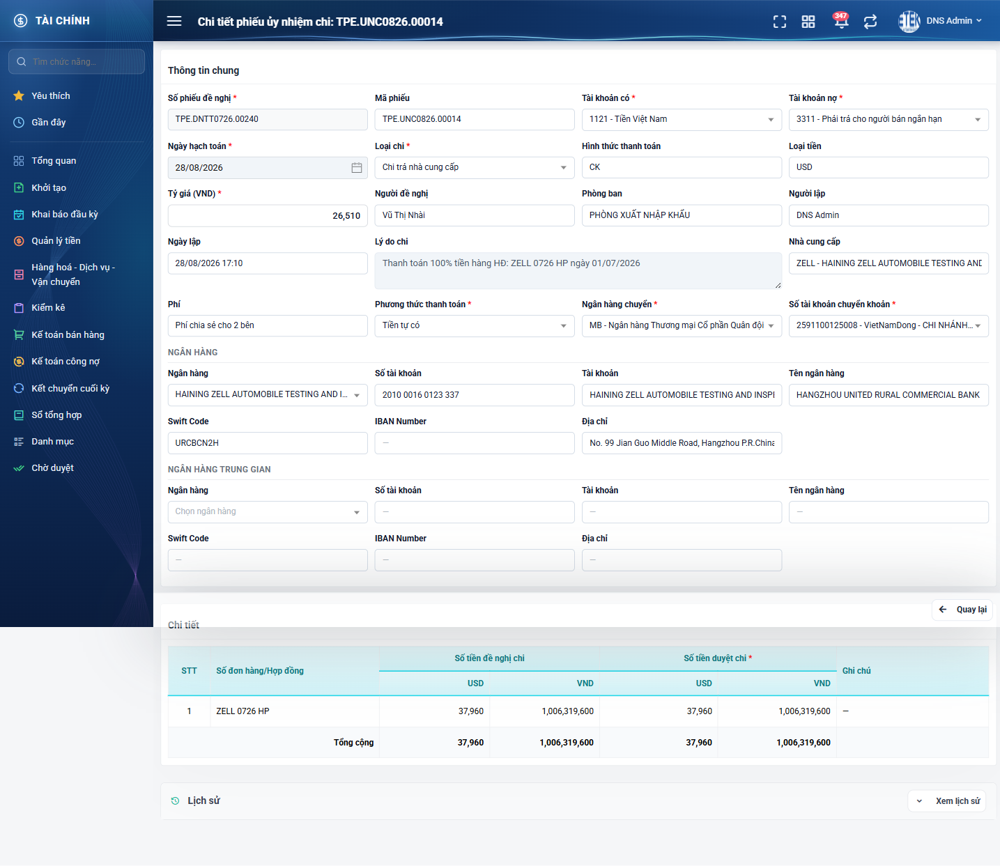 TÀI CHÍNH
Chi tiết phiếu ủy nhiệm chi: TPE.UNC0826.00014
347
DNS Admin
Tìm chức năng...
Yêu thích
Gần đây
Tổng quan
Khởi tạo
Khai báo đầu kỳ
Quản lý tiền
Hàng hoá - Dịch vụ -
Vận chuyển
Kiểm kê
Kế toán bán hàng
Kế toán công nợ
Kết chuyển cuối kỳ
Sổ tổng hợp
Danh mục
Chờ duyệt
Thông tin chung
Số phiếu đề nghị * Mã phiếu Tài khoản có * Tài khoản nợ *
TPE.DNTT0726.00240 TPE.UNC0826.00014 1121 - Tiền Việt Nam 3311 - Phải trả cho người bán ngắn hạn
Ngày hạch toán * Loại chi * Hình thức thanh toán Loại tiền
28/08/2026 Chi trả nhà cung cấp CK USD
Tỷ giá (VND) * Người đề nghị Phòng ban Người lập
26,510 Vũ Thị Nhài PHÒNG XUẤT NHẬP KHẨU DNS Admin
Ngày lập Lý do chi Nhà cung cấp
28/08/2026 17:10 Thanh toán 100% tiền hàng HĐ: ZELL 0726 HP ngày 01/07/2026 ZELL - HAINING ZELL AUTOMOBILE TESTING AND
Phí Phương thức thanh toán * Ngân hàng chuyển * Số tài khoản chuyển khoản *
Phí chia sẻ cho 2 bên Tiền tự có MB - Ngân hàng Thương mại Cổ phần Quân đội 2591100125008 - VietNamDong - CHI NHÁNH...
NGÂN HÀNG
Ngân hàng Số tài khoản Tài khoản Tên ngân hàng
HAINING ZELL AUTOMOBILE TESTING AND I... 2010 0016 0123 337 HAINING ZELL AUTOMOBILE TESTING AND INSPI HANGZHOU UNITED RURAL COMMERCIAL BANK
Swift Code IBAN Number Địa chỉ
URCBCN2H — No. 99 Jian Guo Middle Road, Hangzhou P.R.China
NGÂN HÀNG TRUNG GIAN
Ngân hàng Số tài khoản Tài khoản Tên ngân hàng
Chọn ngân hàng — — —
Swift Code IBAN Number Địa chỉ
— — —
Quay lại
Chi tiết
STT Số đơn hàng/Hợp đồng Số tiền đề nghị chi Số tiền duyệt chi * Ghi chú
USD VND USD VND
1 ZELL 0726 HP 37,960 1,006,319,600 37,960 1,006,319,600 —
Tổng cộng 37,960 1,006,319,600 37,960 1,006,319,600
Lịch sử
Xem lịch sử